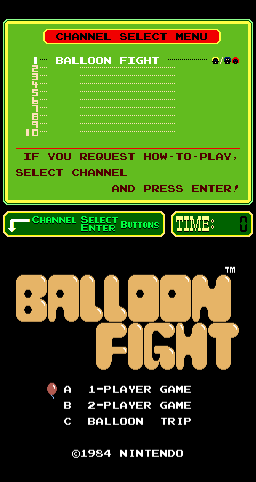 CHANNEL SELECT MENU
1 BALLOON FIGHT
2
3
4
5
6
7
8
9
10
IF YOU REQUEST HOW-TO-PLAY,
SELECT CHANNEL
AND PRESS ENTER!
CHANNEL SELECT
ENTER BUTTONS
TIME: 0
BALLOON
FIGHT
TM
A 1-PLAYER GAME
B 2-PLAYER GAME
C BALLOON TRIP
©1984 NINTENDO